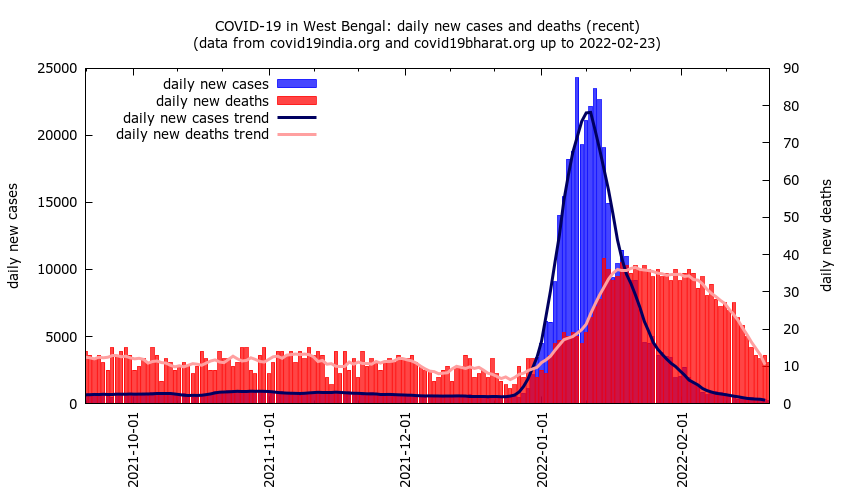 COVID-19 in West Bengal: daily new cases and deaths (recent)
(data from covid19india.org and covid19bharat.org up to 2022-02-23)
daily new cases
daily new deaths
daily new cases trend
daily new deaths trend
25000
20000
15000
10000
5000
0
daily new cases
90
80
70
60
50
40
30
20
10
0
daily new deaths
2021-10-01
2021-11-01
2021-12-01
2022-01-01
2022-02-01